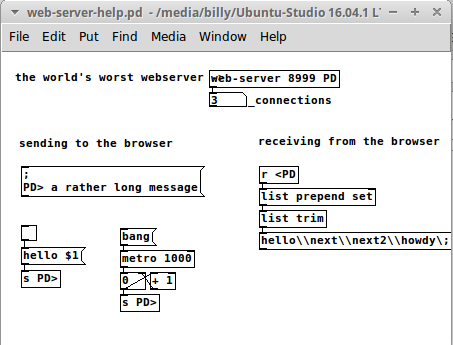 web-server-help.pd - /media/billy/Ubuntu-Studio 16.04.1 L
File Edit Put Find Media Window Help
the world's worst webserver
web-server 8999 PD
3 _connections
sending to the browser
receiving from the browser
;
PD> a rather long message
r <PD
list prepend set
list trim
hello\\next\\next2\\howdy\;
hello $1
s PD>
bang
metro 1000
0 + 1
s PD>